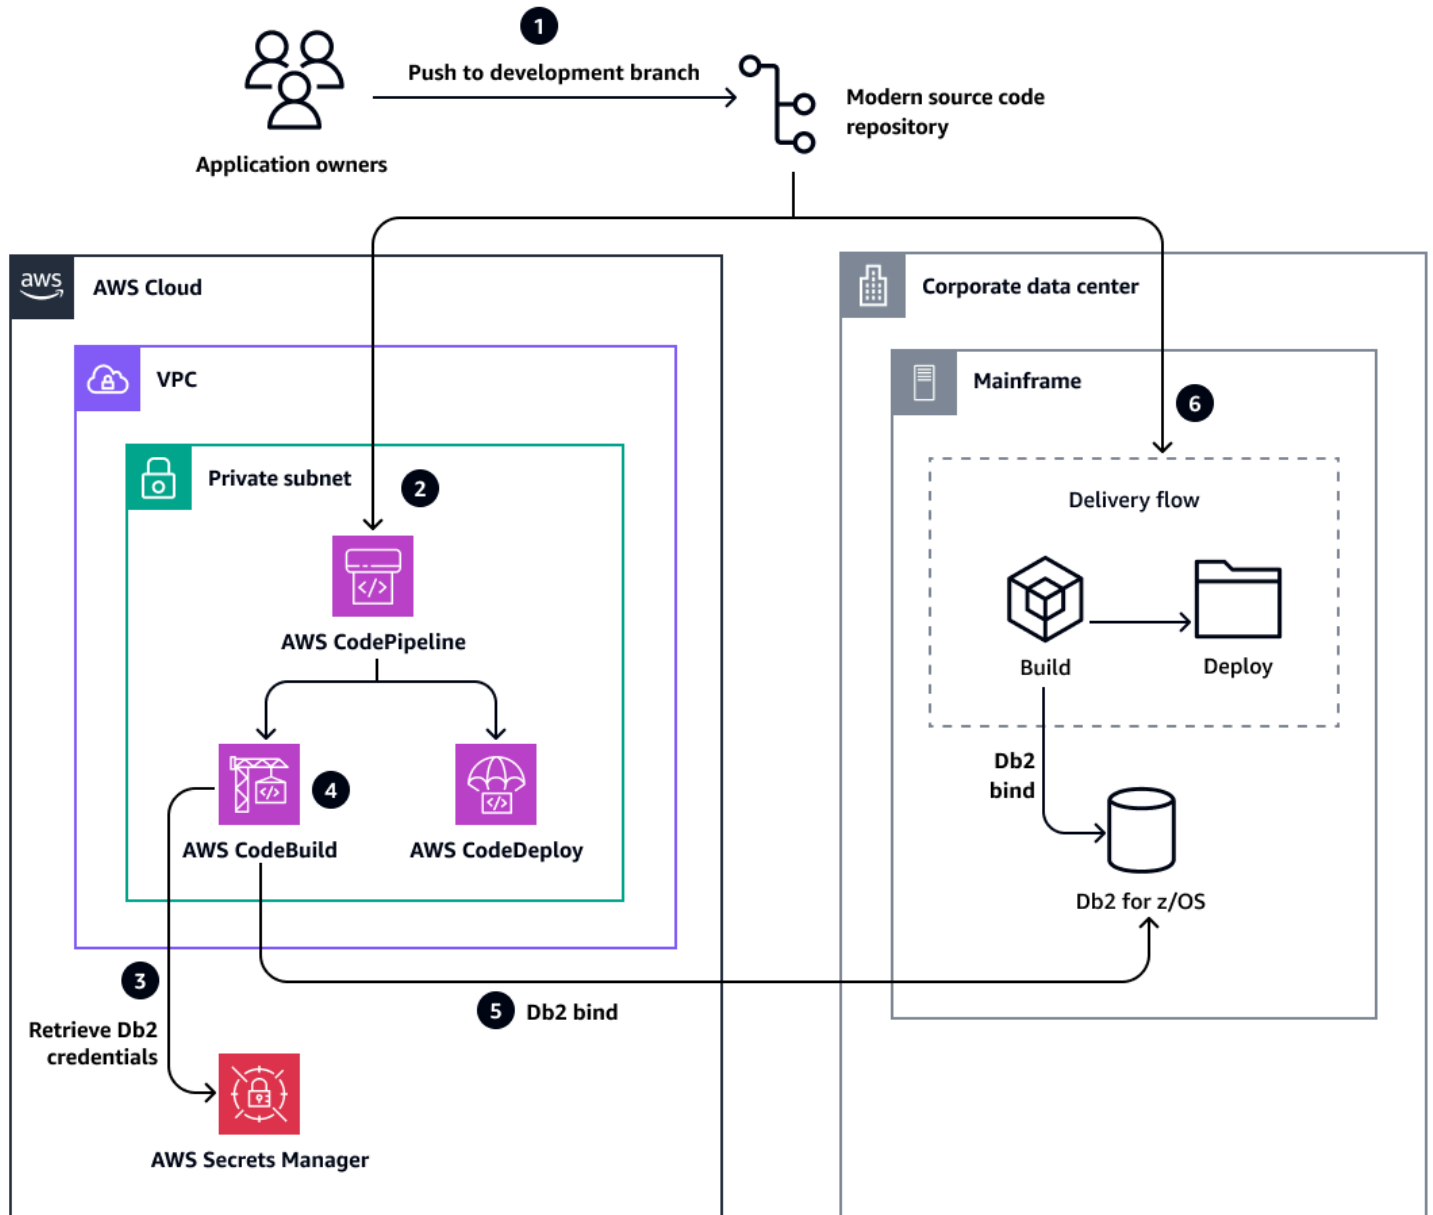 1
Push to development branch
Modern source code
repository
Application owners
aws
AWS Cloud
Corporate data center
VPC
Mainframe
6
Private subnet
2
Delivery flow
</>
AWS CodePipeline
Build
Deploy
</>
4
</>
AWS CodeBuild
AWS CodeDeploy
Db2
bind
Db2 for z/OS
3
5
Db2 bind
Retrieve Db2
credentials
AWS Secrets Manager